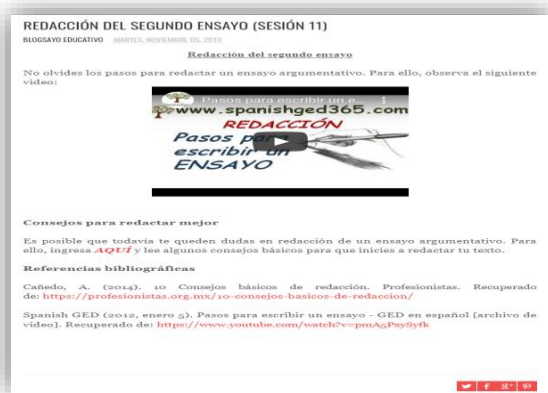 REDACCIÓN DEL SEGUNDO ENSAYO (SESIÓN 11)
BLOGSAYO EDUCATIVO MARTES, NOVIEMBRE 05, 2019
Redacción del segundo ensayo
No olvides los pasos para redactar un ensayo argumentativo. Para ello, observa el siguiente
video:
Pasos para escribir un e...
www.spanishged365.com
REDACCIÓN
Pasos para
escribir un
ENSAYO
Consejos para redactar mejor
Es posible que todavía te queden dudas en redacción de un ensayo argumentativo. Para
ello, ingresa AQUÍ y lee algunos consejos básicos para que inicies a redactar tu texto.
Referencias bibliográficas
Cañedo, A. (2014). 10 Consejos básicos de redacción. Profesionistas. Recuperado
de: https://profesionistas.org.mx/10-consejos-basicos-de-redaccion/
Spanish GED (2012, enero 5). Pasos para escribir un ensayo - GED en español [archivo de
video]. Recuperado de: https://www.youtube.com/watch?v=pmA5PxySyfk